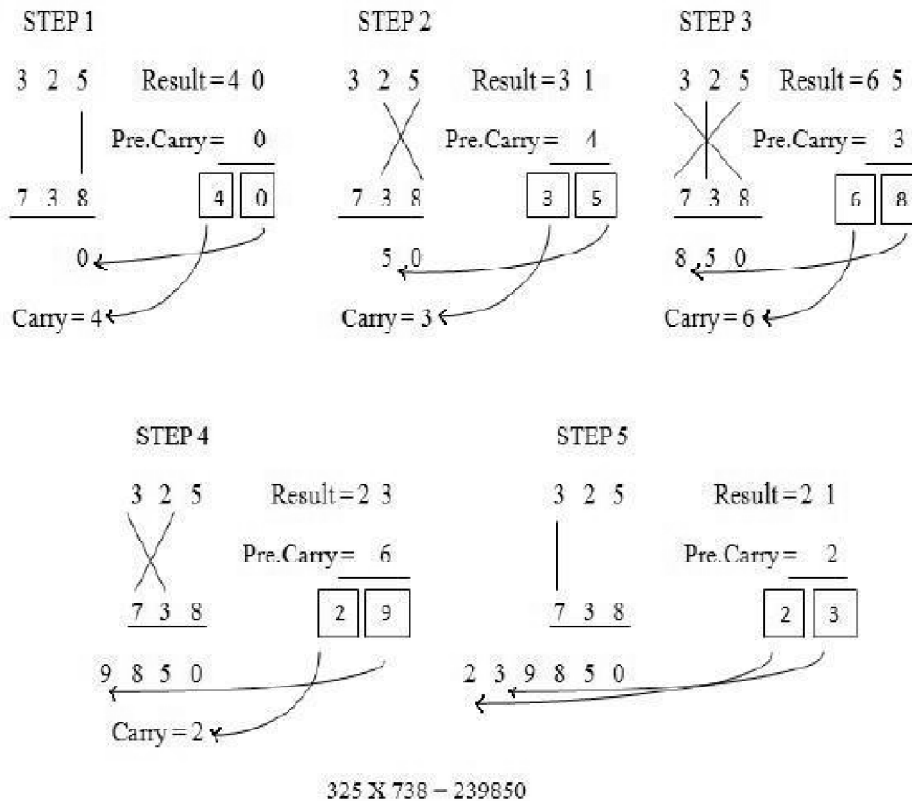 STEP 1
3 2 5 Result = 4 0
Pre.Carry = 0
7 3 8 4 0
0
Carry = 4
STEP 2
3 2 5 Result = 3 1
Pre.Carry = 4
7 3 8 3 5
5 0
Carry = 3
STEP 3
3 2 5 Result = 6 5
Pre.Carry = 3
7 3 8 6 8
8 5 0
Carry = 6
STEP 4
3 2 5 Result = 2 3
Pre.Carry = 6
7 3 8 2 9
9 8 5 0
Carry = 2
STEP 5
3 2 5 Result = 2 1
Pre.Carry = 2
7 3 8 2 3
2 3 9 8 5 0
325 X 738 – 239850